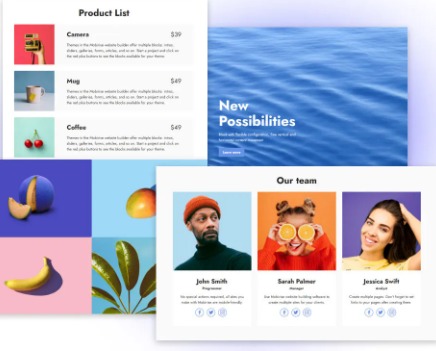 Product List
Camera $39
Themes in the Mobirise website builder offer multiple blocks: intros,
sliders, galleries, forms, articles, and so on. Start a project and click on
the red plus buttons to see the blocks available for your theme.
Mug $49
Themes in the Mobirise website builder offer multiple blocks: intros,
sliders, galleries, forms, articles, and so on. Start a project and click on
the red plus buttons to see the blocks available for your theme.
Coffee $49
Themes in the Mobirise website builder offer multiple blocks: intros,
sliders, galleries, forms, articles, and so on. Start a project and click on
the red plus buttons to see the blocks available for your theme.
New
Possibilities
Learn more
Our team
John Smith
Programmer
No special actions required, all sites you
make with Mobirise are mobile-friendly.
Sarah Palmer
Manager
Use Mobirise website building software to
create multiple sites for your clients.
Jessica Swift
Analyst
Create multiple pages. Don't forget to set
links to your pages after creating them.